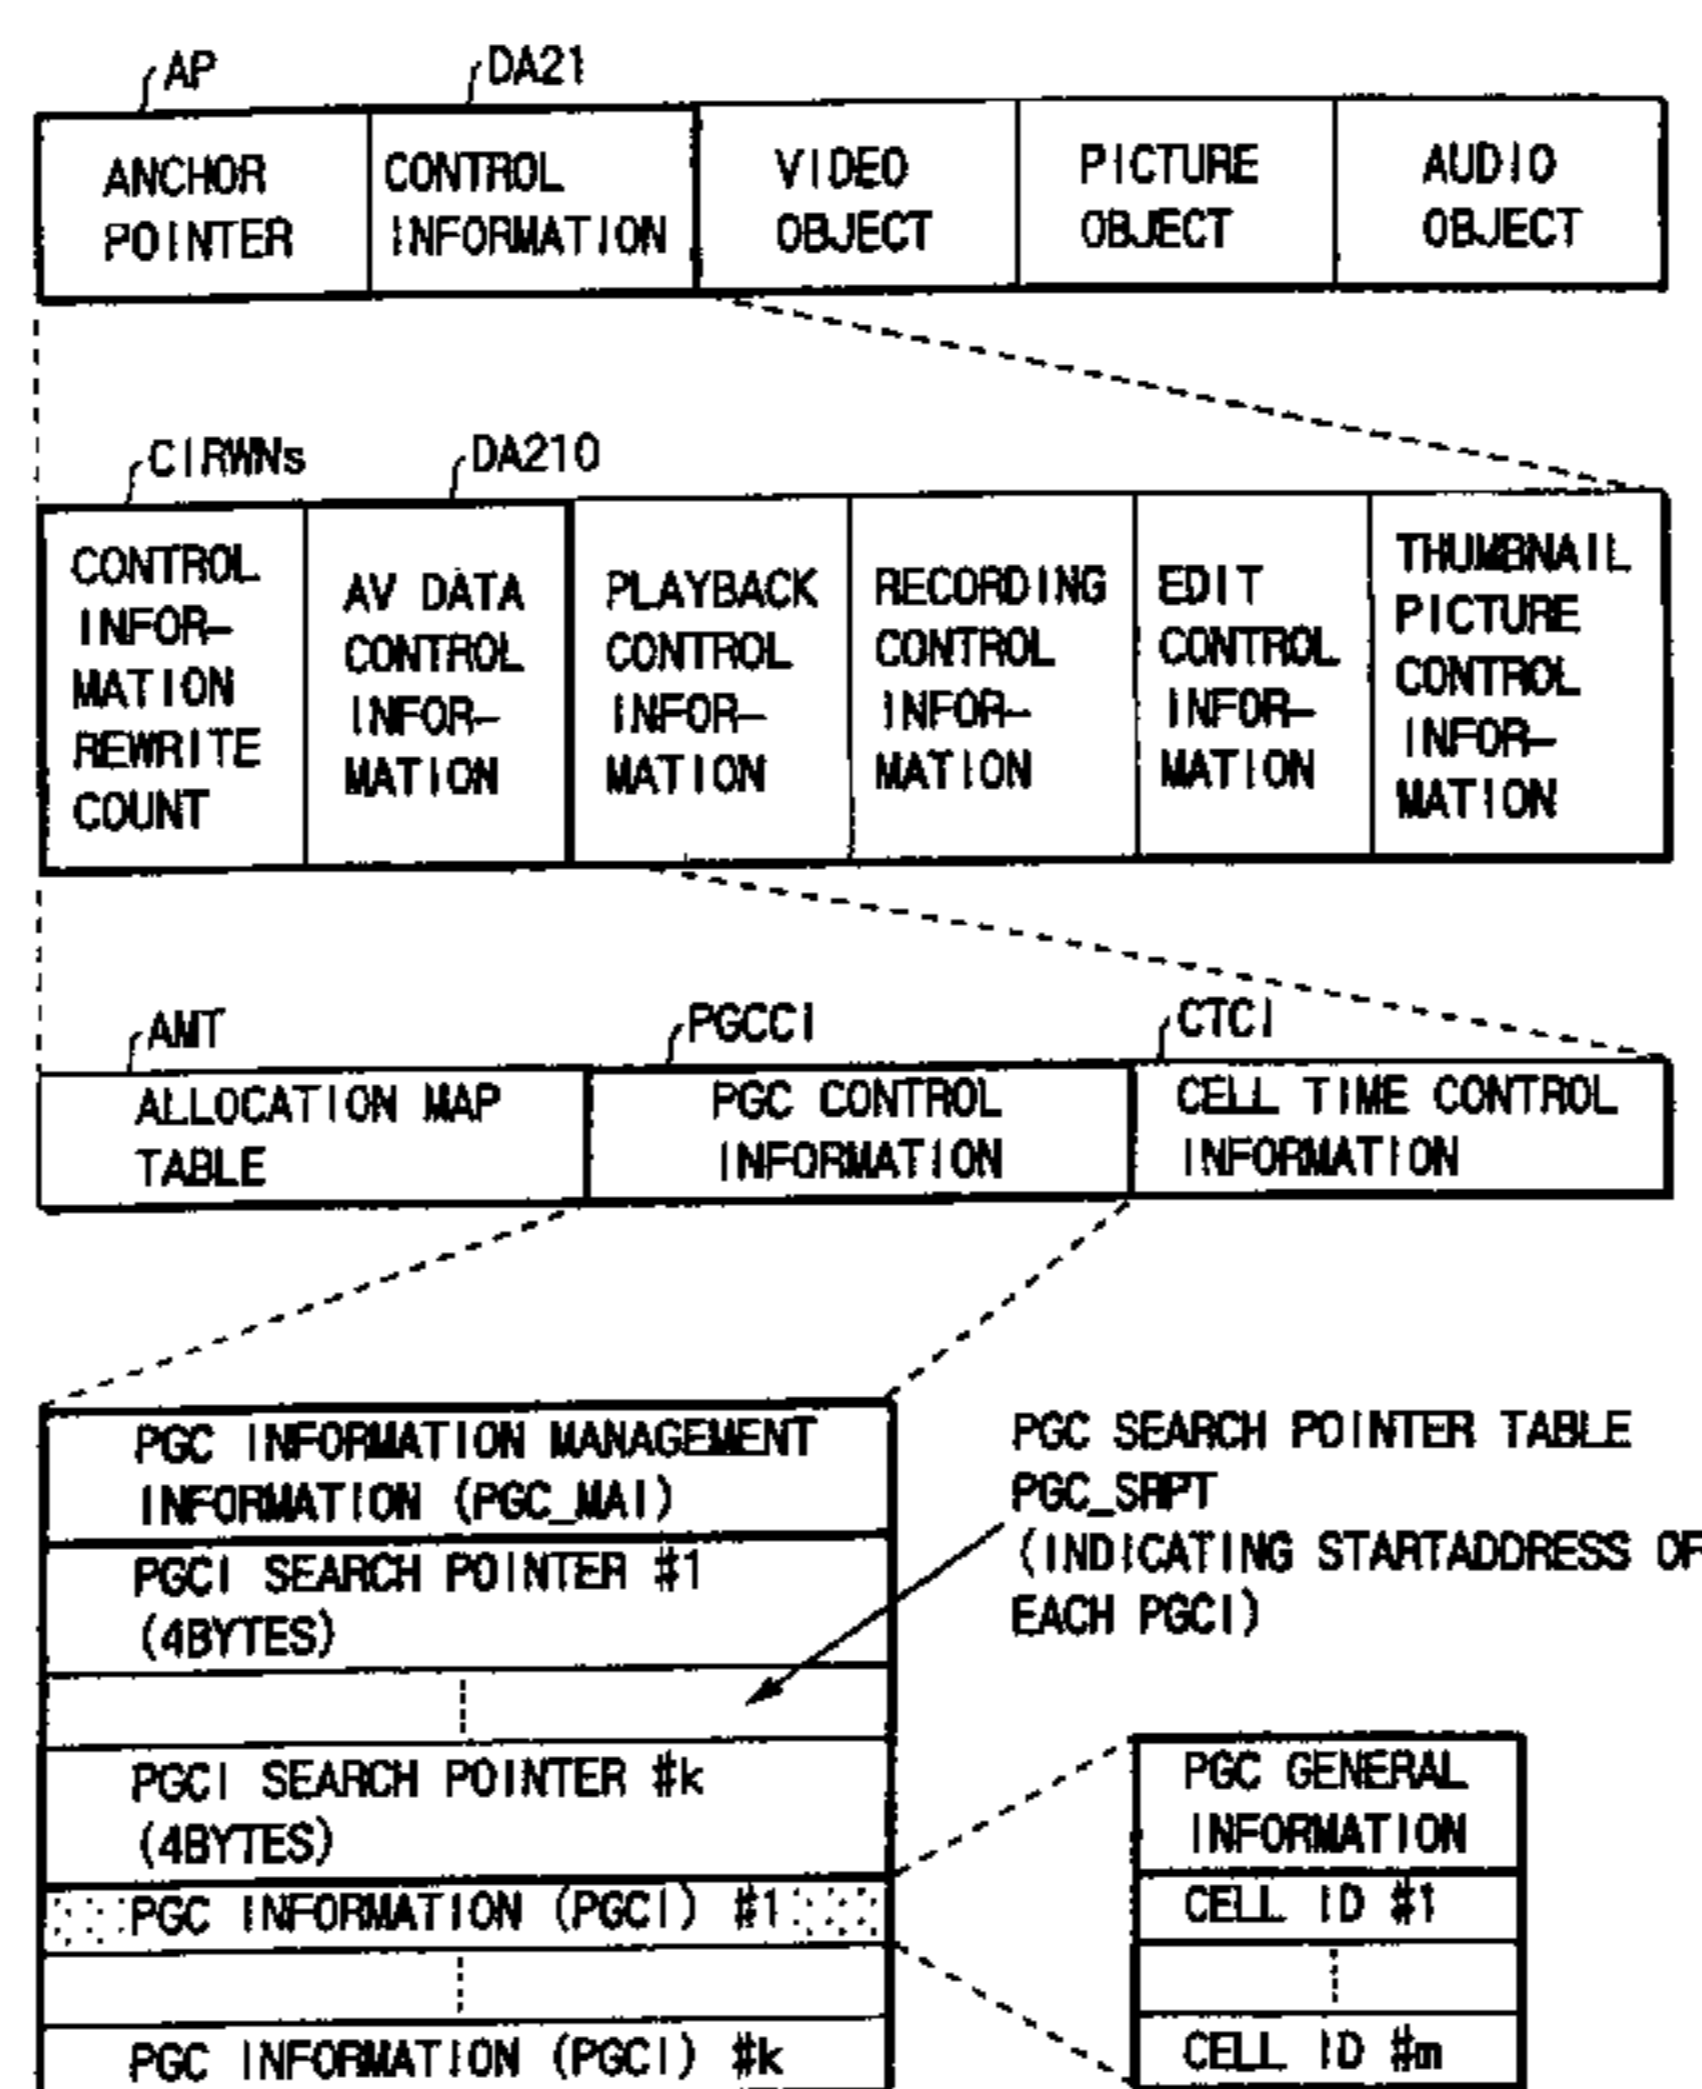 AP
DA21
ANCHOR
POINTER
CONTROL
INFORMATION
VIDEO
OBJECT
PICTURE
OBJECT
AUDIO
OBJECT
CIRWNs
DA210
CONTROL
INFOR-
MATION
REWRITE
COUNT
AV DATA
CONTROL
INFOR-
MATION
PLAYBACK
CONTROL
INFOR-
MATION
RECORDING
CONTROL
INFOR-
MATION
EDIT
CONTROL
INFOR-
MATION
THUMBNAIL
PICTURE
CONTROL
INFOR-
MATION
AMT
PGCCI
CTCI
ALLOCATION MAP
TABLE
PGC CONTROL
INFORMATION
CELL TIME CONTROL
INFORMATION
PGC INFORMATION MANAGEMENT
INFORMATION (PGC_MAI)
PGCI SEARCH POINTER #1
(4BYTES)
PGCI SEARCH POINTER #k
(4BYTES)
PGC INFORMATION (PGCI) #1
PGC INFORMATION (PGCI) #k
PGC SEARCH POINTER TABLE
PGC_SRPT
(INDICATING STARTADDRESS OF
EACH PGCI)
PGC GENERAL
INFORMATION
CELL ID #1
CELL ID #m